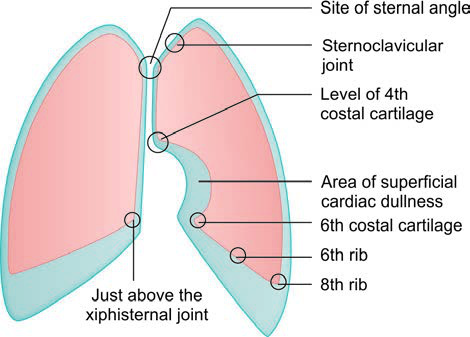 Site of sternal angle
Sternoclavicular
joint
Level of 4th
costal cartilage
Area of superficial
cardiac dullness
6th costal cartilage
6th rib
8th rib
Just above the
xiphisternal joint